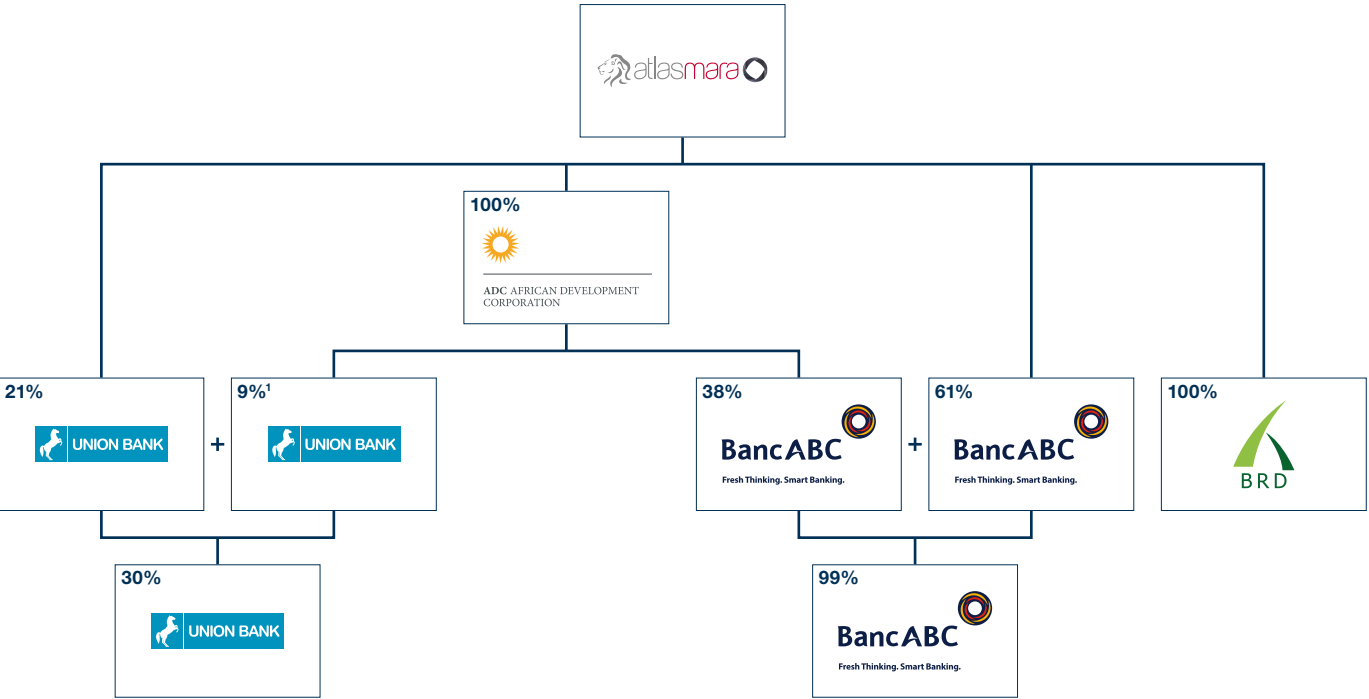 atlasmara
100%
ADC AFRICAN DEVELOPMENT
CORPORATION
21%
UNION BANK
+
9%¹
UNION BANK
38%
BancABC
Fresh Thinking. Smart Banking.
+
61%
BancABC
Fresh Thinking. Smart Banking.
100%
BRD
30%
UNION BANK
99%
BancABC
Fresh Thinking. Smart Banking.